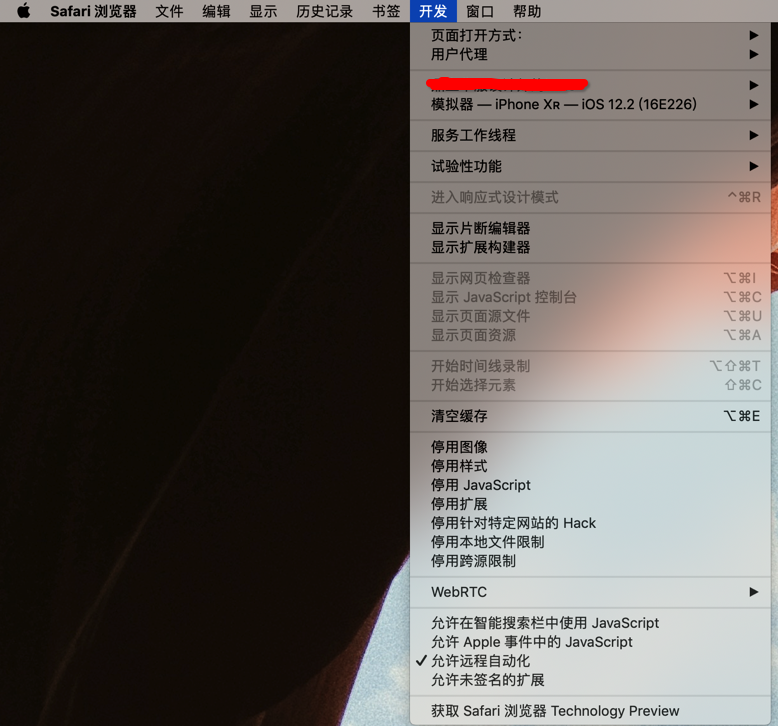 Safari 浏览器 文件 编辑 显示 历史记录 书签 开发 窗口 帮助
页面打开方式：
用户代理
模拟器 — iPhone Xʀ — iOS 12.2 (16E226)
服务工作线程
试验性功能
进入响应式设计模式 ⌃⌘R
显示片断编辑器
显示扩展构建器
显示网页检查器 ⌥⌘I
显示 JavaScript 控制台 ⌥⌘C
显示页面源文件 ⌥⌘U
显示页面资源 ⌥⌘A
开始时间线录制 ⌥⇧⌘T
开始选择元素 ⇧⌘C
清空缓存 ⌥⌘E
停用图像
停用样式
停用 JavaScript
停用扩展
停用针对特定网站的 Hack
停用本地文件限制
停用跨源限制
WebRTC
允许在智能搜索栏中使用 JavaScript
允许 Apple 事件中的 JavaScript
✓ 允许远程自动化
允许未签名的扩展
获取 Safari 浏览器 Technology Preview